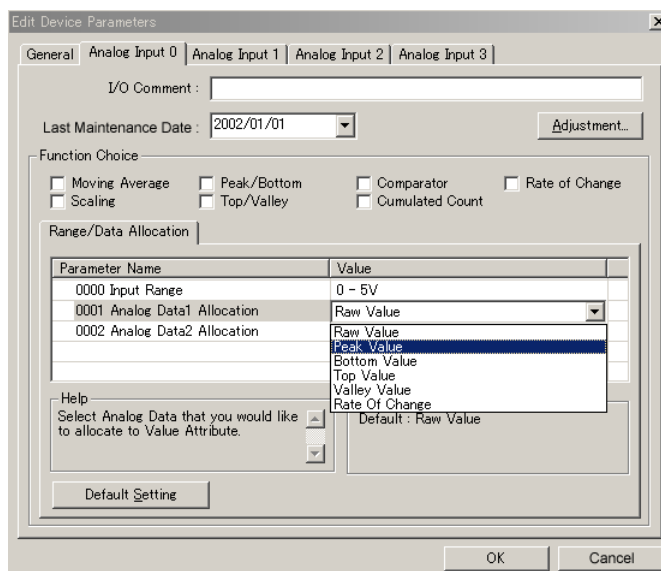 Edit Device Parameters
General Analog Input 0 Analog Input 1 Analog Input 2 Analog Input 3
I/O Comment :
Last Maintenance Date : 2002/01/01 Adjustment...
Function Choice
Moving Average Peak/Bottom Comparator Rate of Change
Scaling Top/Valley Cumulated Count
Range/Data Allocation
Parameter Name Value
0000 Input Range 0 - 5V
0001 Analog Data1 Allocation Raw Value
0002 Analog Data2 Allocation Raw Value
Peak Value
Bottom Value
Top Value
Valley Value
Rate Of Change
Help
Select Analog Data that you would like
to allocate to Value Attribute.
Default : Raw Value
Default Setting
OK Cancel